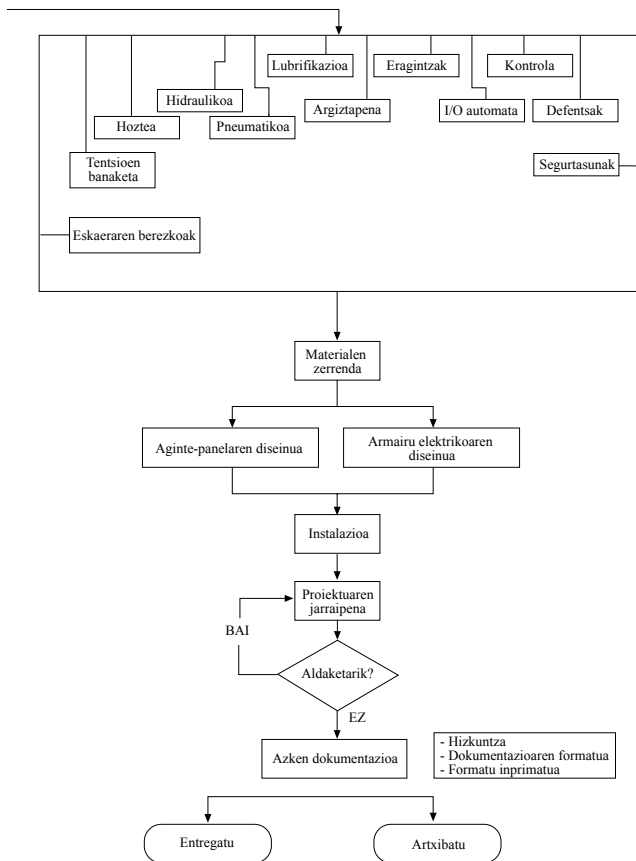 Lubrifikazioa
Eragintzak
Kontrola
Hidraulikoa
Argiztapena
I/O automata
Defentsak
Hoztea
Pneumatikoa
Tentsioen
banaketa
Segurtasunak
Eskaeraren berezkoak
Materialen
zerrenda
Aginte-panelaren diseinua
Armairu elektrikoaren
diseinua
Instalazioa
Proiektuaren
jarraipena
BAI
Aldaketarik?
EZ
Azken dokumentazioa
- Hizkuntza
- Dokumentazioaren formatua
- Formatu inprimatua
Entregatu
Artxibatu